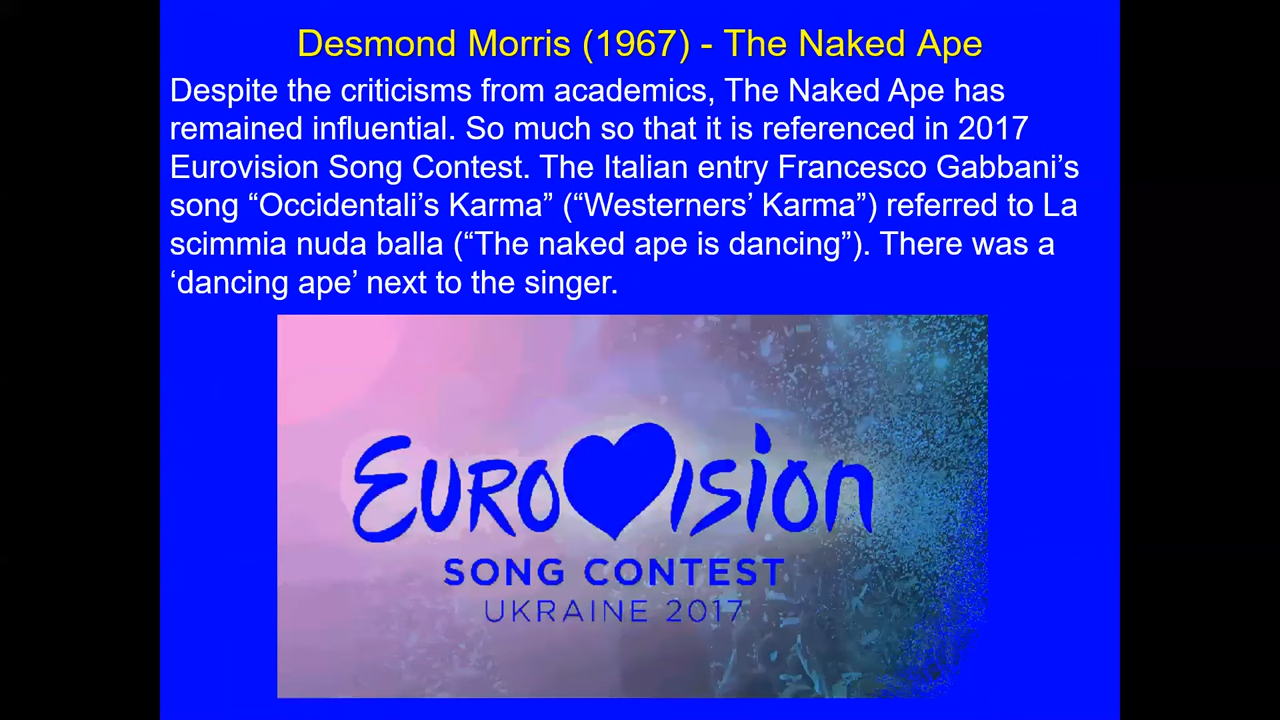 Desmond Morris (1967) - The Naked Ape
Despite the criticisms from academics, The Naked Ape has
remained influential. So much so that it is referenced in 2017
Eurovision Song Contest. The Italian entry Francesco Gabbani’s
song “Occidentali’s Karma” (“Westerners’ Karma”) referred to La
scimmia nuda balla (“The naked ape is dancing”). There was a
‘dancing ape’ next to the singer.
EUROVISION
SONG CONTEST
UKRAINE 2017